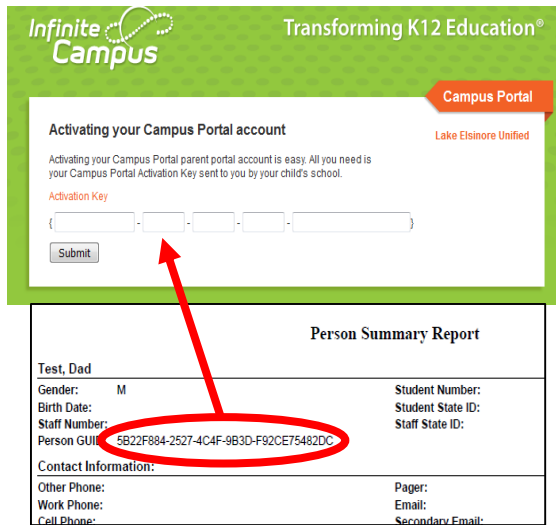 Infinite Campus
Transforming K12 Education®
Campus Portal
Lake Elsinore Unified
Activating your Campus Portal account
Activating your Campus Portal parent portal account is easy. All you need is
your Campus Portal Activation Key sent to you by your child's school.
Activation Key
{ - - - - }
Submit
Person Summary Report
Test, Dad
Gender: M Student Number:
Birth Date: Student State ID:
Staff Number: Staff State ID:
Person GUID: 5B22F884-2527-4C4F-9B3D-F92CE75482DC
Contact Information:
Other Phone: Pager:
Work Phone: Email:
Cell Phone: Secondary Email: